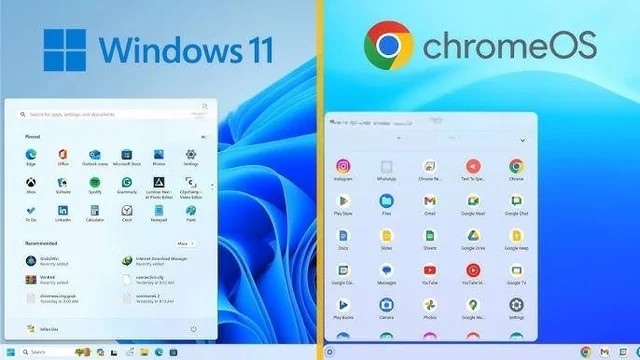 Windows 11
Search for apps, settings, and documents
Pinned
All
Edge Office Outlook (new) Microsoft Store Photos Settings
Xbox Solitaire Spotify Grammarly Luminar Neo - AI Photo Editor Clipchamp - Video Editor
To Do LinkedIn Calculator Clock Notepad Paint
Recommended
More
Recently added
Internet Download Manager
Recently added
WinRAR
Recently added
Search
chromeOS
Instagram WhatsApp Chrome Re... Text To Spe... Chrome
Play Store Files Gmail Google Meet Google Chat
Docs Slides Sheets Google Drive Google Keep
Google Cal... Messages YouTube YouTube M... Google TV
Play Books Camera Photos Google M... Settings